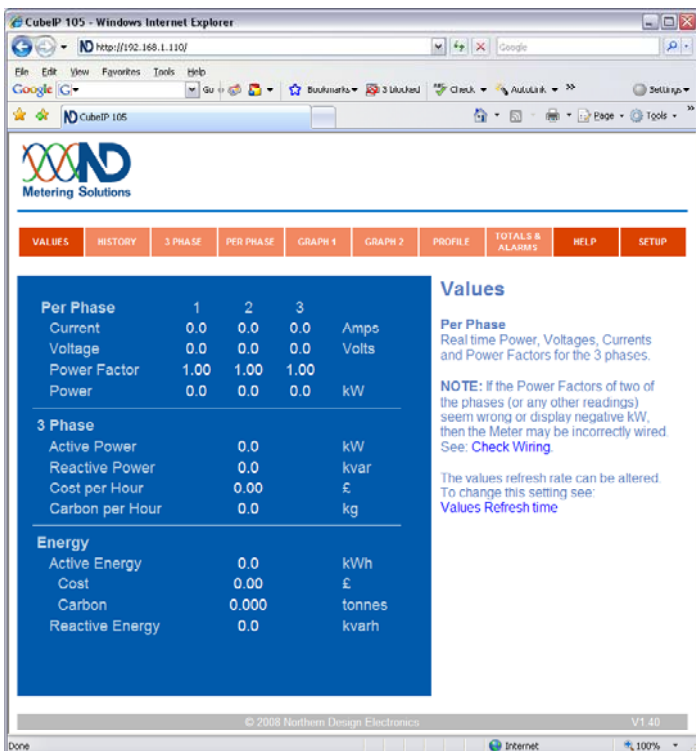 CubeIP 105 - Windows Internet Explorer
http://192.168.1.110/
Google
File Edit View Favorites Tools Help
Google Bookmarks 3 blocked Check AutoLink >> Settings
CubeIP 105 Page Tools >>
ND
Metering Solutions
VALUES HISTORY 3 PHASE PER PHASE GRAPH 1 GRAPH 2 PROFILE TOTALS & ALARMS HELP SETUP
Per Phase 1 2 3
Current 0.0 0.0 0.0 Amps
Voltage 0.0 0.0 0.0 Volts
Power Factor 1.00 1.00 1.00
Power 0.0 0.0 0.0 kW
3 Phase
Active Power 0.0 kW
Reactive Power 0.0 kvar
Cost per Hour 0.00 £
Carbon per Hour 0.0 kg
Energy
Active Energy 0.0 kWh
Cost 0.00 £
Carbon 0.000 tonnes
Reactive Energy 0.0 kvarh
Values
Per Phase
Real time Power, Voltages, Currents
and Power Factors for the 3 phases.
NOTE: If the Power Factors of two of
the phases (or any other readings)
seem wrong or display negative kW,
then the Meter may be incorrectly wired.
See: Check Wiring.
The values refresh rate can be altered.
To change this setting see:
Values Refresh time
© 2008 Northern Design Electronics V1.40
Done Internet 100%